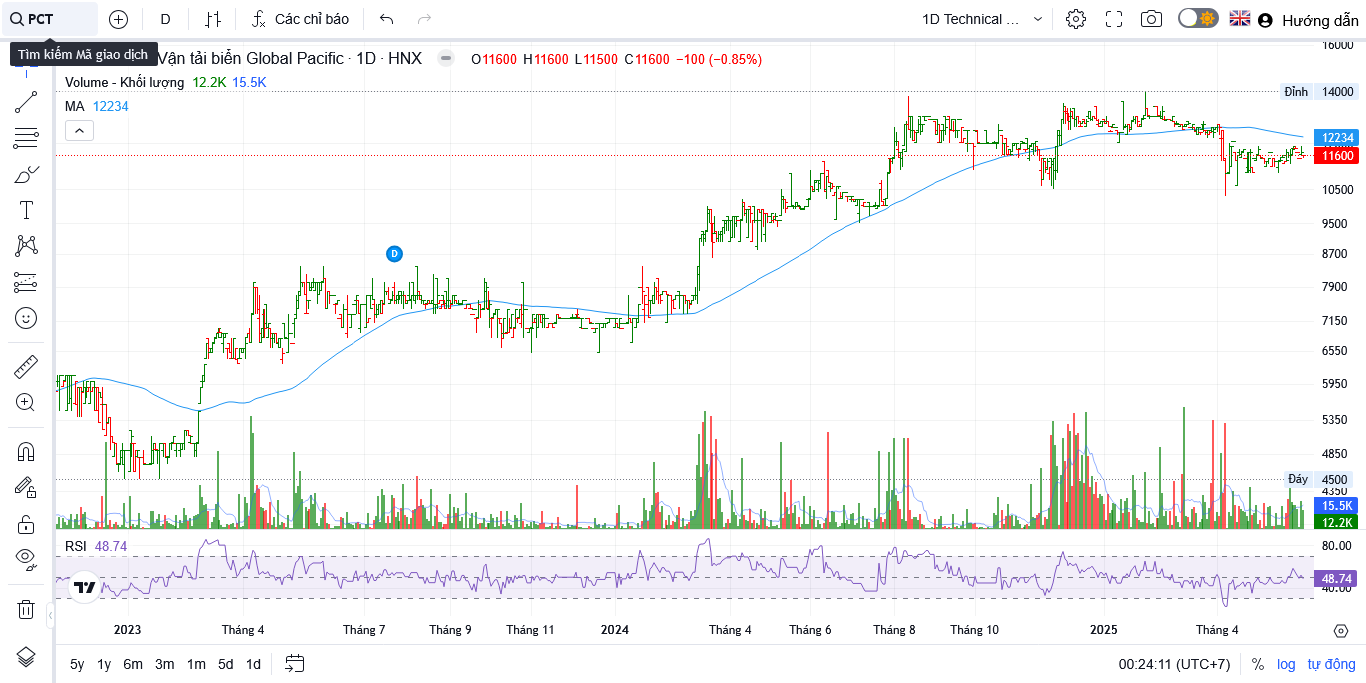 PCT D Các chỉ báo 1D Technical ... Hướng dẫn
Tìm kiếm Mã giao dịch
Vận tải biển Global Pacific · 1D · HNX O11600 H11600 L11500 C11600 −100 (−0.85%)
Volume - Khối lượng 12.2K 15.5K
MA 12234
16000
Đỉnh 14000
12234
11600
10500
9500
D
8700
7900
7150
6550
5950
5350
4850
Đáy 4500
4350
15.5K
12.2K
RSI 48.74
80.00
48.74
40.00
2023 Tháng 4 Tháng 7 Tháng 9 Tháng 11 2024 Tháng 4 Tháng 6 Tháng 8 Tháng 10 2025 Tháng 4
5y 1y 6m 3m 1m 5d 1d 00:24:11 (UTC+7) % log tự động